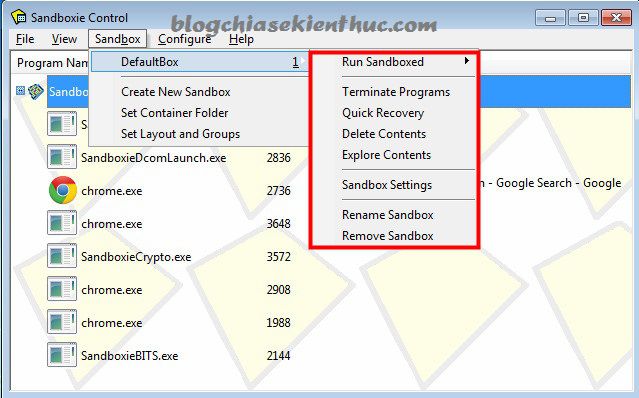 Sandboxie Control
blogchiasekienthuc.com
File View Sandbox Configure Help
Program Nam
DefaultBox 1
Run Sandboxed
Sandbo
Create New Sandbox
Terminate Programs
Set Container Folder
Quick Recovery
S
Set Layout and Groups
Delete Contents
SandboxieDcomLaunch.exe 2836
Explore Contents
chrome.exe 2736
Sandbox Settings
- Google Search - Google
chrome.exe 3648
Rename Sandbox
Remove Sandbox
SandboxieCrypto.exe 3572
chrome.exe 2908
chrome.exe 1988
SandboxieBITS.exe 2144